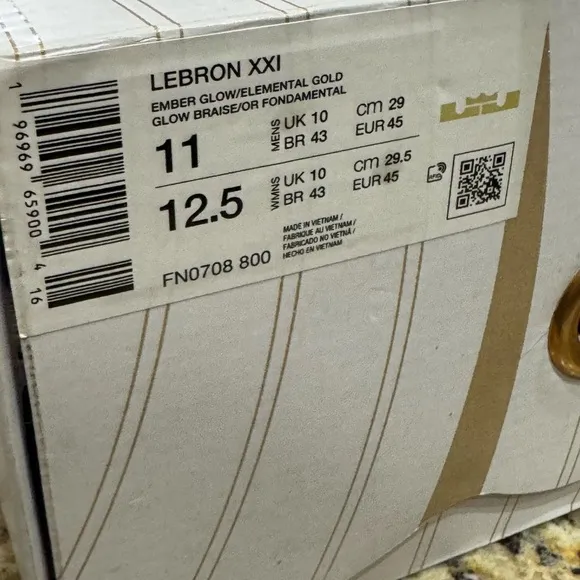 LEBRON XXI
EMBER GLOW/ELEMENTAL GOLD
GLOW BRAISE/OR FONDAMENTAL
11 MENS UK 10 cm 29
BR 43 EUR 45
12.5 WMNS UK 10 cm 29.5
BR 43 EUR 45
FN0708 800
MADE IN VIETNAM /
FABRIQUE AU VIETNAM /
FABRICADO NO VIETNÃ /
HECHO EN VIETNAM
1 96969 65900 4 16